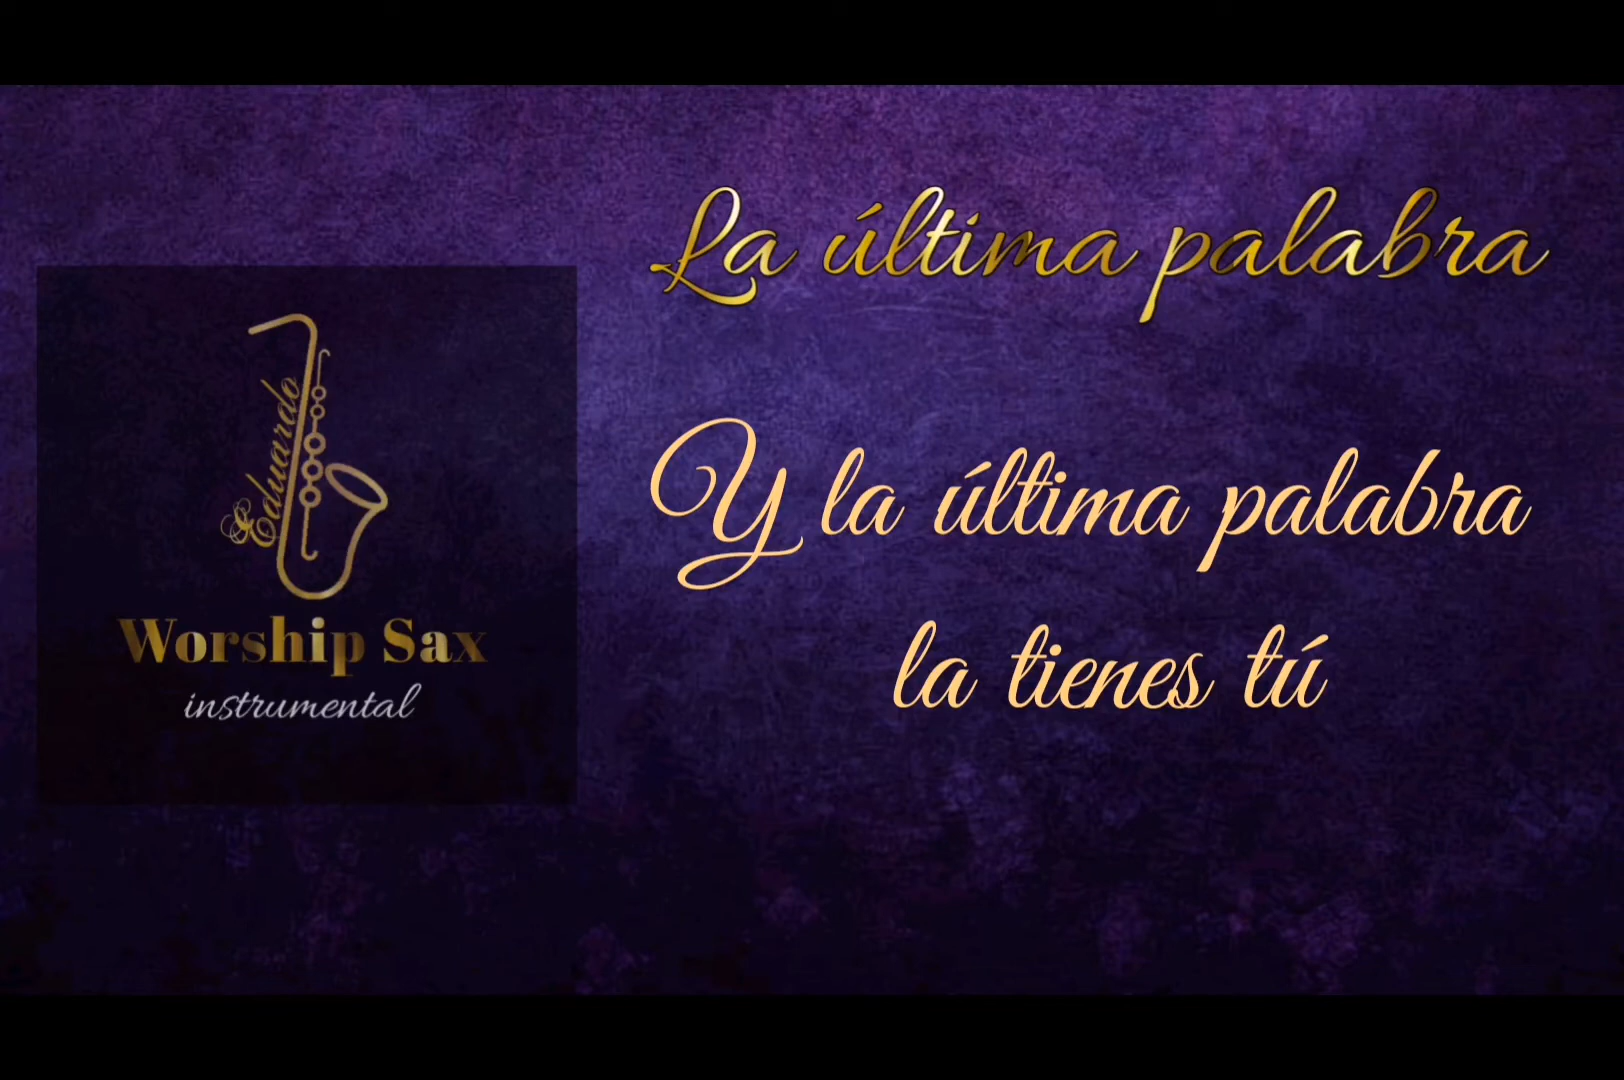 La última palabra
Eduardo
Worship Sax
instrumental
Y la última palabra
la tienes tú